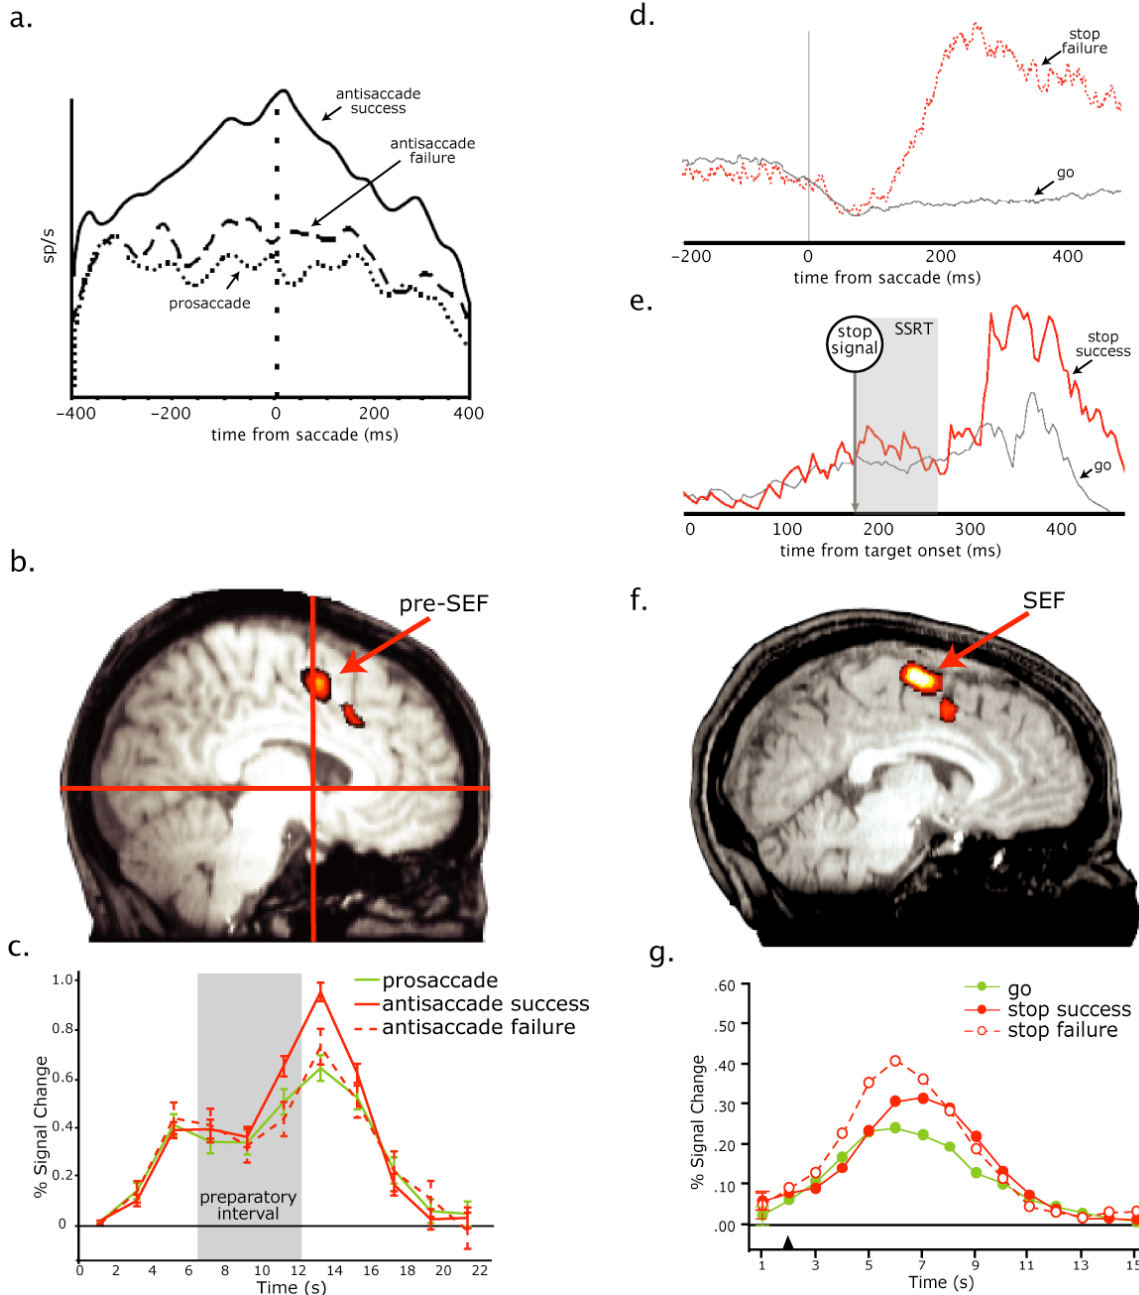 a.
antisaccade
success
antisaccade
failure
prosaccade
sp/s
-400
-200
0
200
400
time from saccade (ms)
b.
pre-SEF
c.
prosaccade
antisaccade success
antisaccade failure
1.0
0.8
0.6
0.4
0.2
0
% Signal Change
preparatory
interval
2
4
6
8
10
12
14
16
18
20
22
Time (s)
d.
stop
failure
go
-200
0
200
400
time from saccade (ms)
e.
stop
signal
SSRT
stop
success
go
0
100
200
300
400
time from target onset (ms)
f.
SEF
g.
go
stop success
stop failure
.60
.50
.40
.30
.20
.10
.00
% Signal Change
1
3
5
7
9
11
13
15
Time (s)